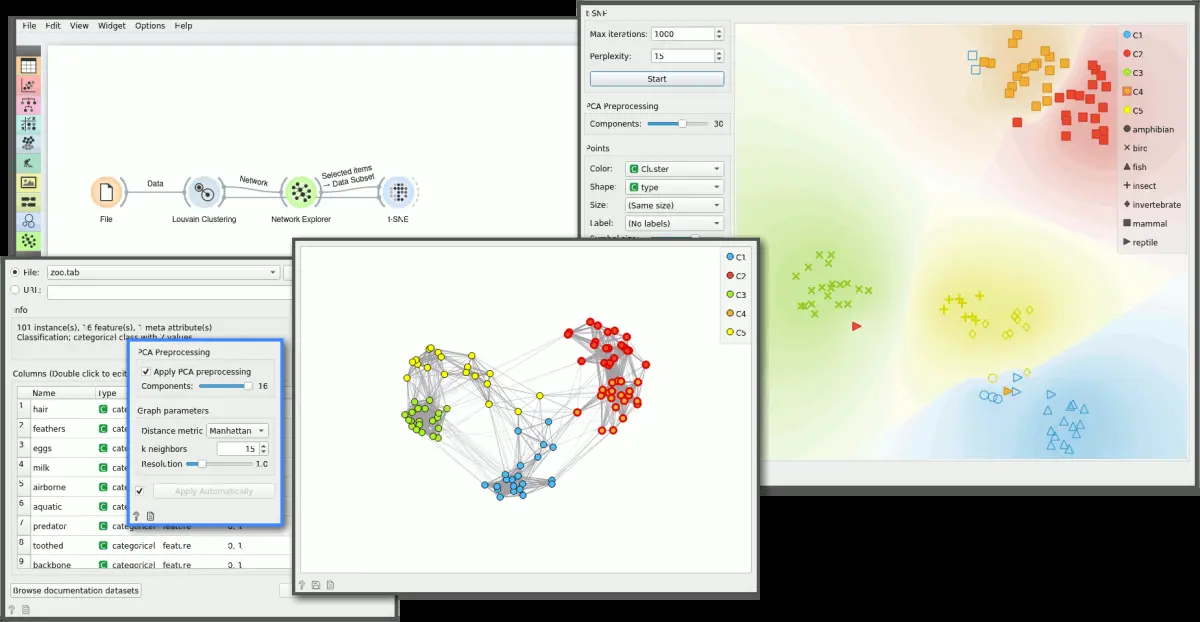 File Edit View Widget Options Help
Data
Network
Selected items
→ Data Subset
File
Louvain Clustering
Network Explorer
t-SNE
t-SNE
Max iterations: 1000
Perplexity: 15
Start
PCA Preprocessing
Components: 30
Points
Color: C Cluster
Shape: C type
Size: (Same size)
Label: (No labels)
C1
C2
C3
C4
C5
amphibian
bird
fish
insect
invertebrate
mammal
reptile
File: zoo.tab
URL:
Info
101 instance(s), 16 feature(s), 1 meta attribute(s)
Classification; categorical class with 7 values
Columns (Double click to edit
Name Type
1 hair C cate
2 feathers C cate
3 eggs C cate
4 milk C cate
5 airborne C cate
6 aquatic C cate
7 predator C categorical feature 0, 1
8 toothed C categorical feature 0, 1
9 backbone C categorical feature 0, 1
Browse documentation datasets
?
PCA Preprocessing
Apply PCA preprocessing
Components: 16
Graph parameters
Distance metric Manhattan
k neighbors 15
Resolution 1.0
Apply Automatically
?
C1
C2
C3
C4
C5
?